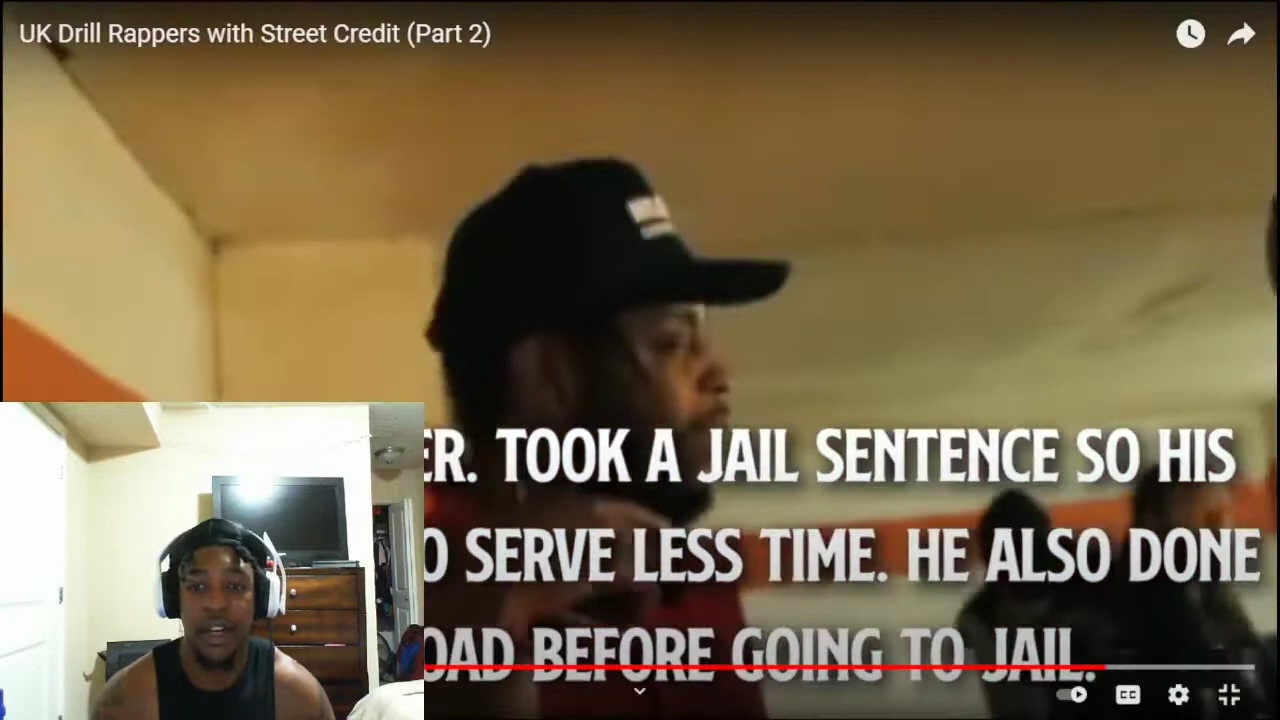 UK Drill Rappers with Street Credit (Part 2)
ER. TOOK A JAIL SENTENCE SO HIS
O SERVE LESS TIME. HE ALSO DONE
OAD BEFORE GOING TO JAIL.
CC